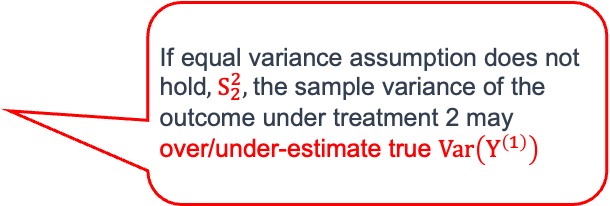 If equal variance assumption does not
hold, S₂², the sample variance of the
outcome under treatment 2 may
over/under-estimate true Var(Y⁽¹⁾)